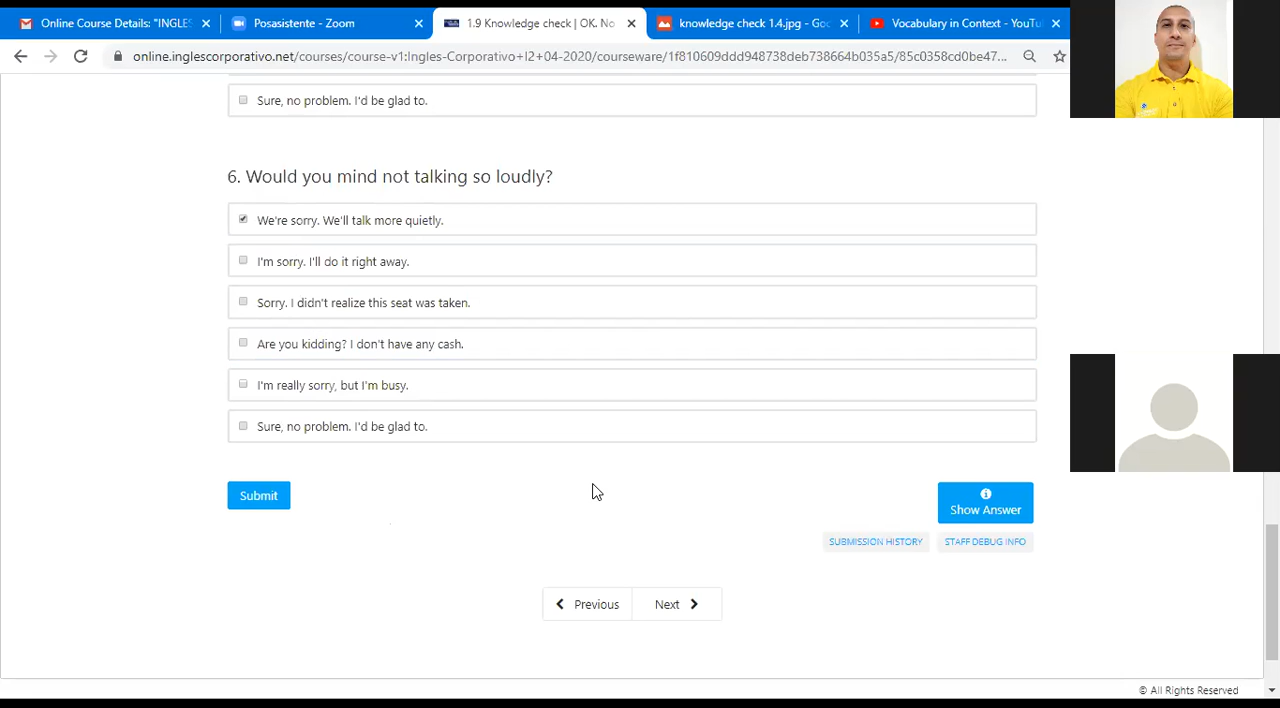 Online Course Details: "INGLES
Posasistente - Zoom
1.9 Knowledge check | OK. No
knowledge check 1.4.jpg - Goo
Vocabulary in Context - YouTu
online.inglescorporativo.net/courses/course-v1:Ingles-Corporativo+I2+04-2020/courseware/1f810609ddd948738deb738664b035a5/85c0358cd0be47...
Sure, no problem. I'd be glad to.
6. Would you mind not talking so loudly?
We're sorry. We'll talk more quietly.
I'm sorry. I'll do it right away.
Sorry. I didn't realize this seat was taken.
Are you kidding? I don't have any cash.
I'm really sorry, but I'm busy.
Sure, no problem. I'd be glad to.
Submit
Show Answer
SUBMISSION HISTORY
STAFF DEBUG INFO
Previous
Next
© All Rights Reserved